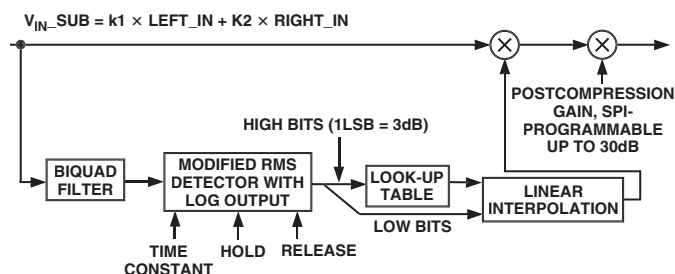 V_IN_SUB = k1 × LEFT_IN + K2 × RIGHT_IN
POSTCOMPRESSION
GAIN, SPI-
PROGRAMMABLE
UP TO 30dB
HIGH BITS (1LSB = 3dB)
BIQUAD
FILTER
MODIFIED RMS
DETECTOR WITH
LOG OUTPUT
LOOK-UP
TABLE
LINEAR
INTERPOLATION
LOW BITS
TIME
CONSTANT
HOLD
RELEASE